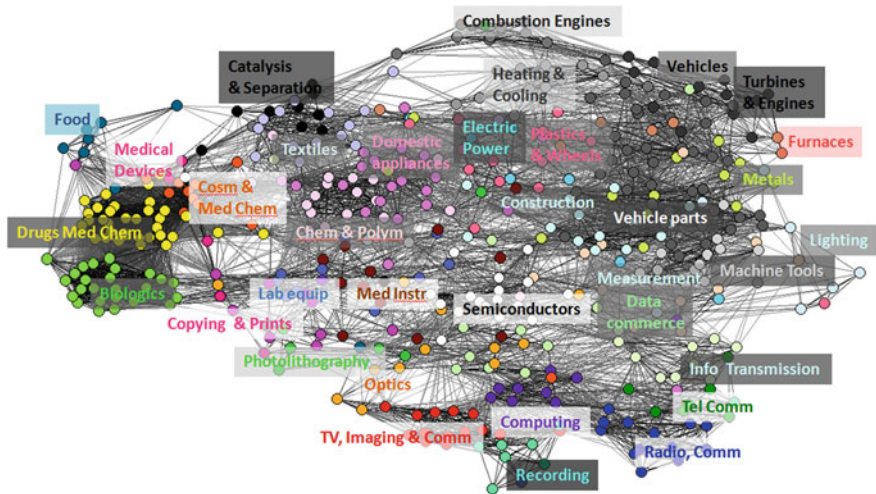 Combustion Engines
Catalysis
& Separation
Heating &
Cooling
Vehicles
Turbines
& Engines
Food
Medical
Devices
Textiles
Domestic
appliances
Electric
Power
Plastics
& Wheels
Furnaces
Metals
Cosm &
Med Chem
Construction
Drugs Med Chem
Chem & Polym
Vehicle parts
Lighting
Biologics
Lab equip
Med Instr
Measurement
Machine Tools
Copying & Prints
Semiconductors
Data
commerce
Photolithography
Optics
Info Transmission
TV, Imaging & Comm
Computing
Tel Comm
Radio, Comm
Recording